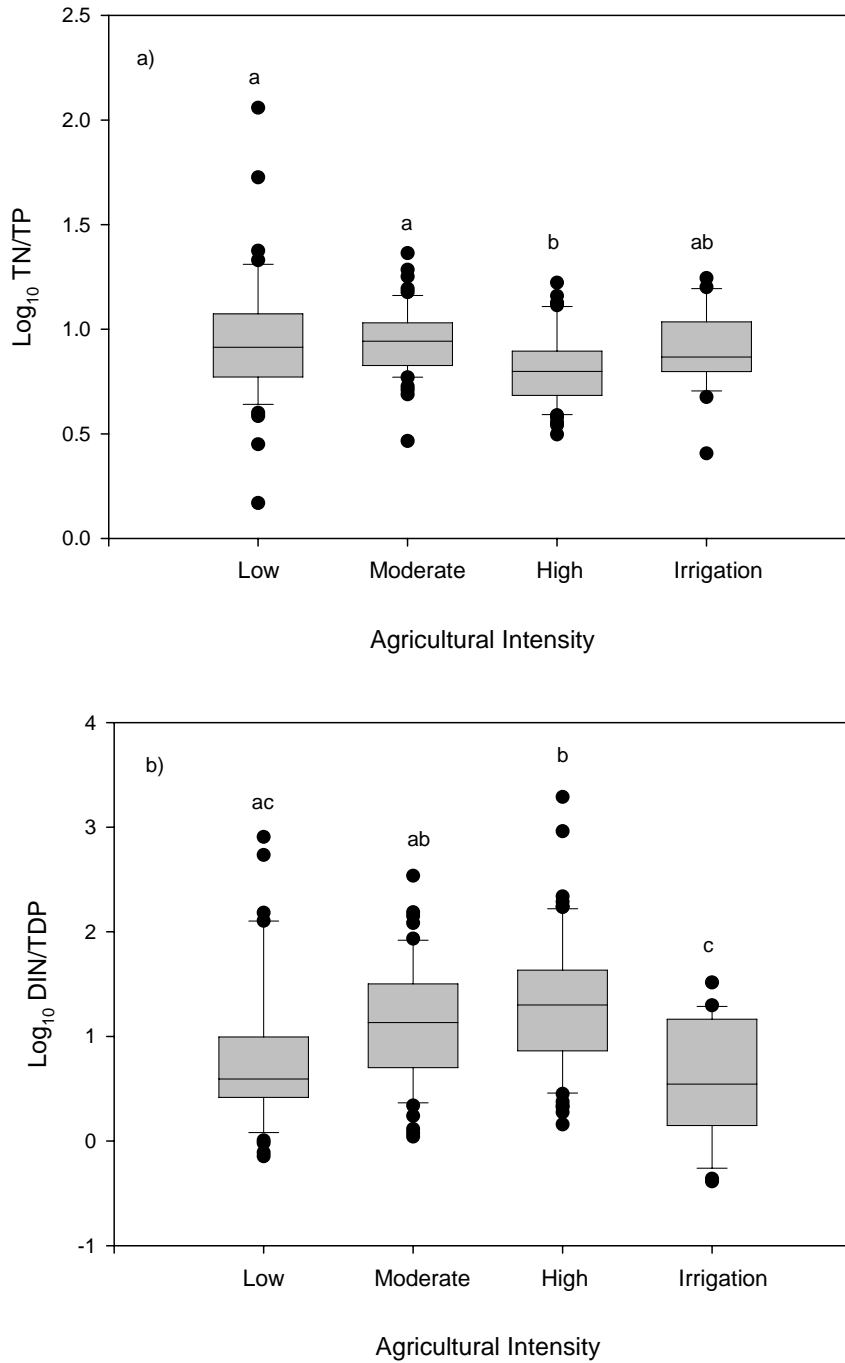 2.5
a)
a
2.0
1.5
a
b
ab
Log₁₀ TN/TP
1.0
0.5
0.0
Low Moderate High Irrigation
Agricultural Intensity
4
b)
b
3
ac
ab
2
c
Log₁₀ DIN/TDP
1
0
-1
Low Moderate High Irrigation
Agricultural Intensity